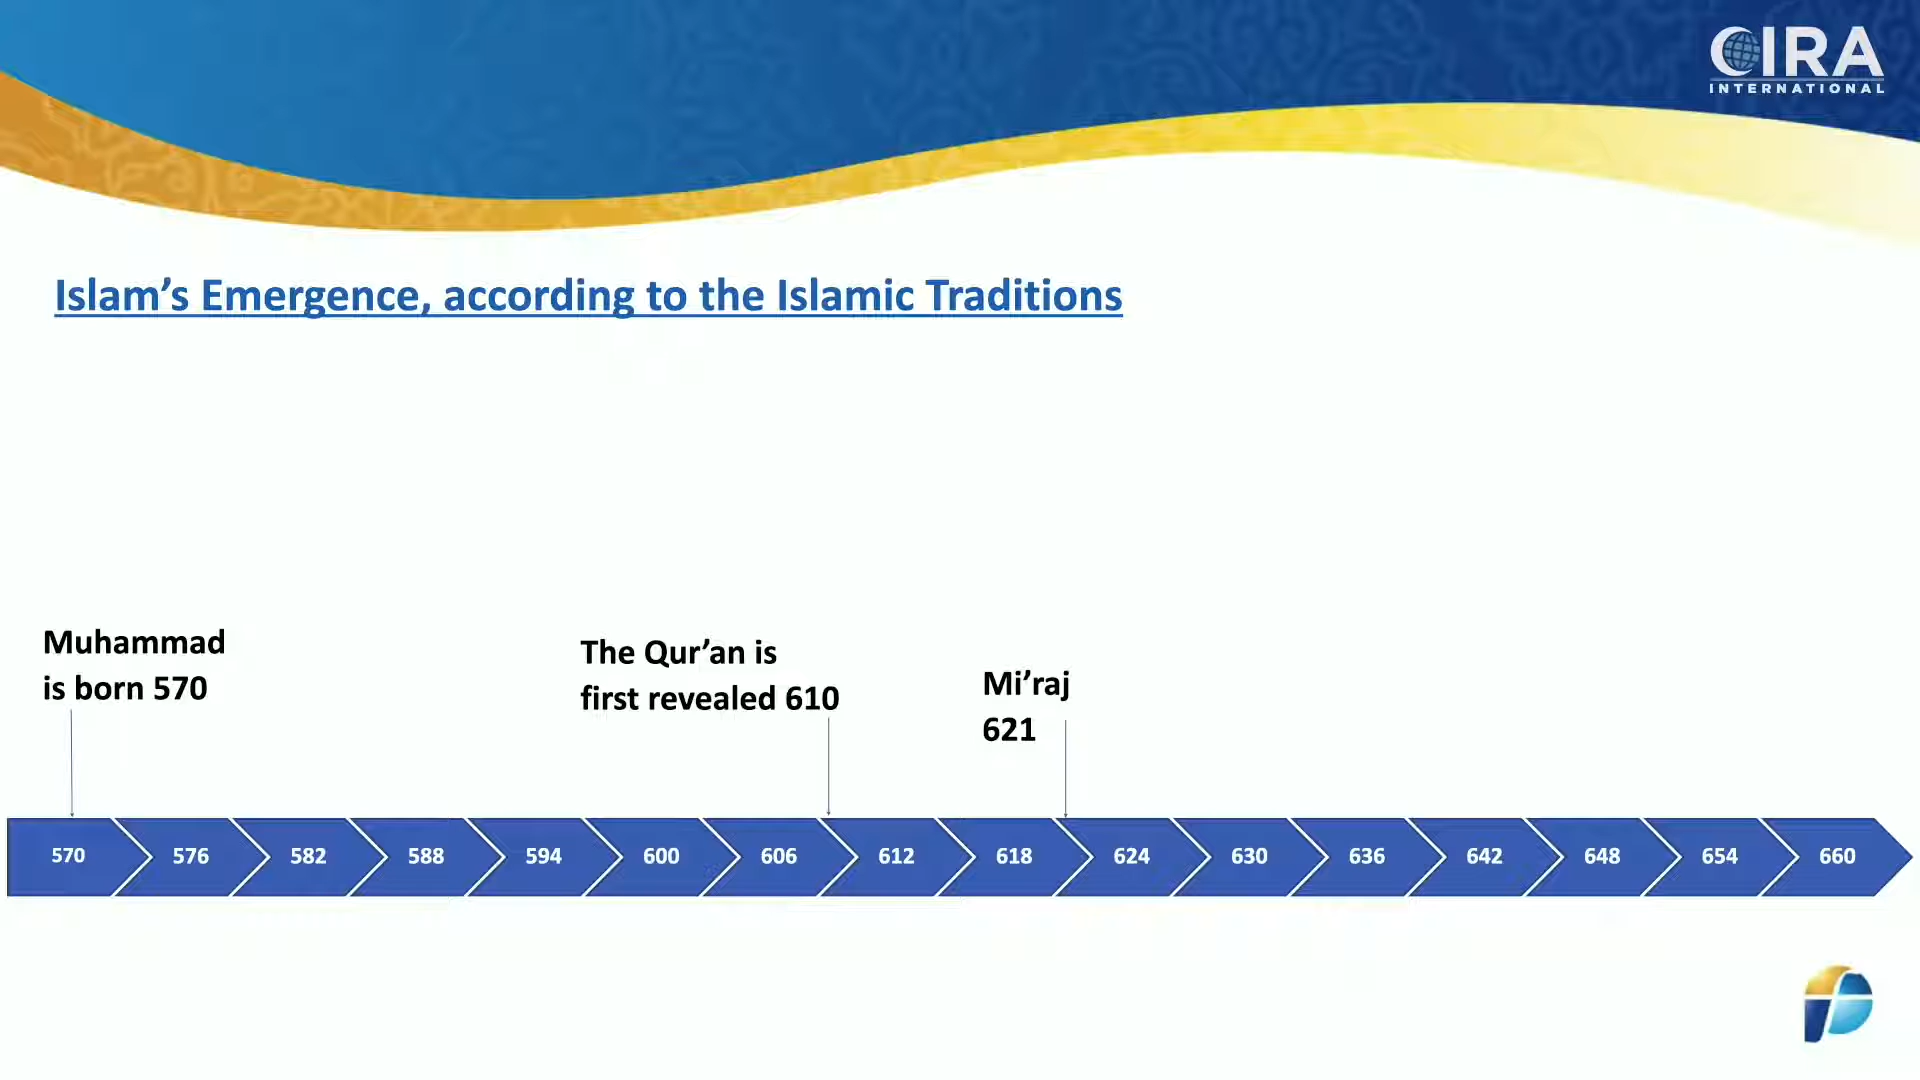 CIRA
INTERNATIONAL
Islam’s Emergence, according to the Islamic Traditions
Muhammad
is born 570
The Qur’an is
first revealed 610
Mi’raj
621
570 576 582 588 594 600 606 612 618 624 630 636 642 648 654 660